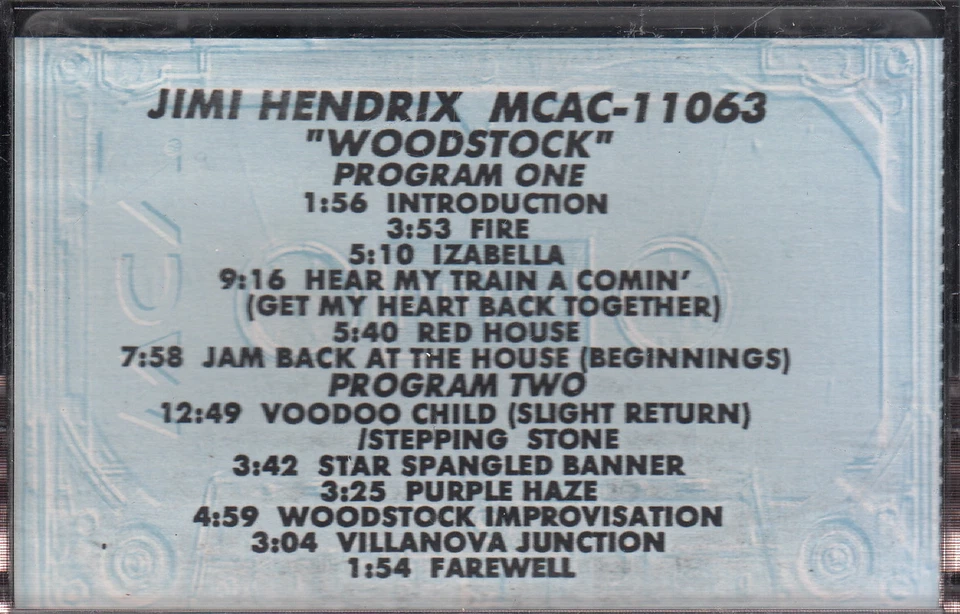 JIMI HENDRIX MCAC-11063
"WOODSTOCK"
PROGRAM ONE
1:56 INTRODUCTION
3:53 FIRE
5:10 IZABELLA
9:16 HEAR MY TRAIN A COMIN'
(GET MY HEART BACK TOGETHER)
5:40 RED HOUSE
7:58 JAM BACK AT THE HOUSE (BEGINNINGS)
PROGRAM TWO
12:49 VOODOO CHILD (SLIGHT RETURN)
/STEPPING STONE
3:42 STAR SPANGLED BANNER
3:25 PURPLE HAZE
4:59 WOODSTOCK IMPROVISATION
3:04 VILLANOVA JUNCTION
1:54 FAREWELL